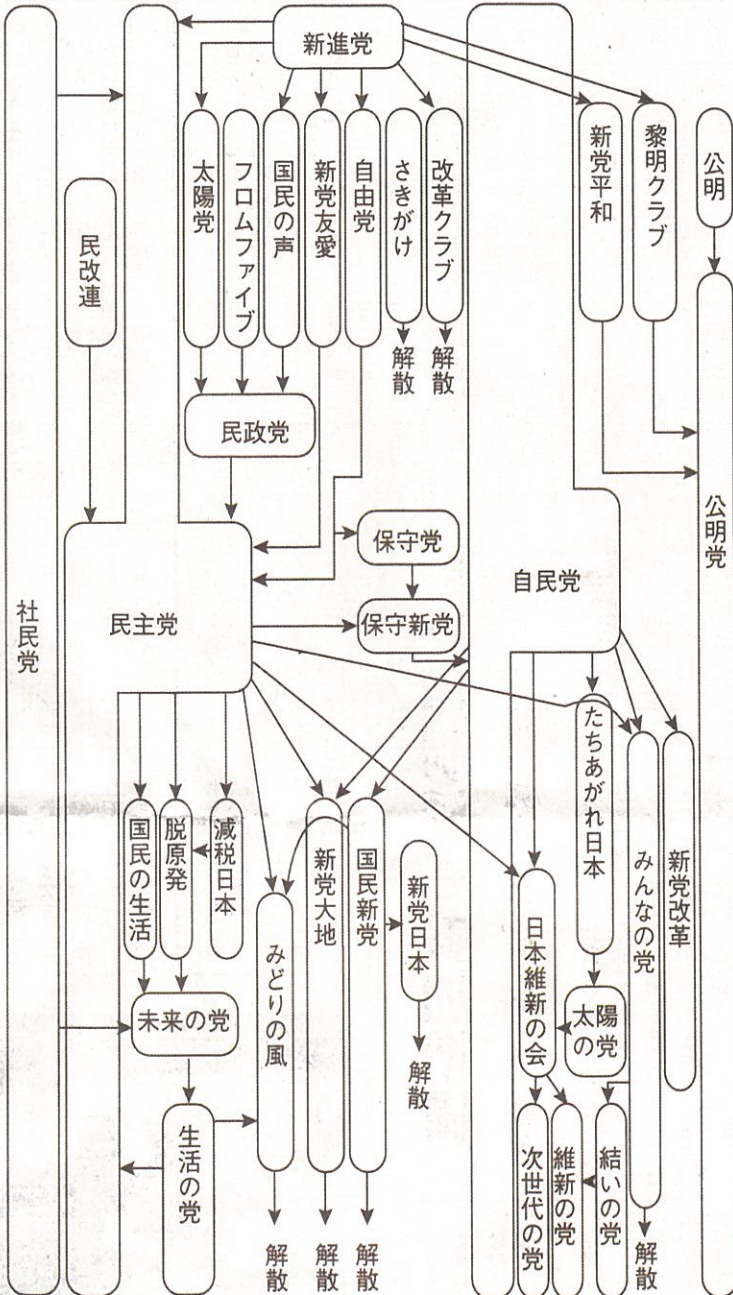 新進党
太陽党
フロムファイブ
国民の声
新党友愛
自由党
さきがけ
改革クラブ
新党平和
黎明クラブ
公明
民改連
解散
解散
民政党
保守党
保守新党
社民党
民主党
自民党
公明党
国民の生活
脱原発
減税日本
みどりの風
新党大地
国民新党
新党日本
日本維新の会
たちあがれ日本
みんなの党
新党改革
未来の党
太陽
の党
解散
生活の党
次世代の党
維新の党
結いの党
解散
解散
解散
解散